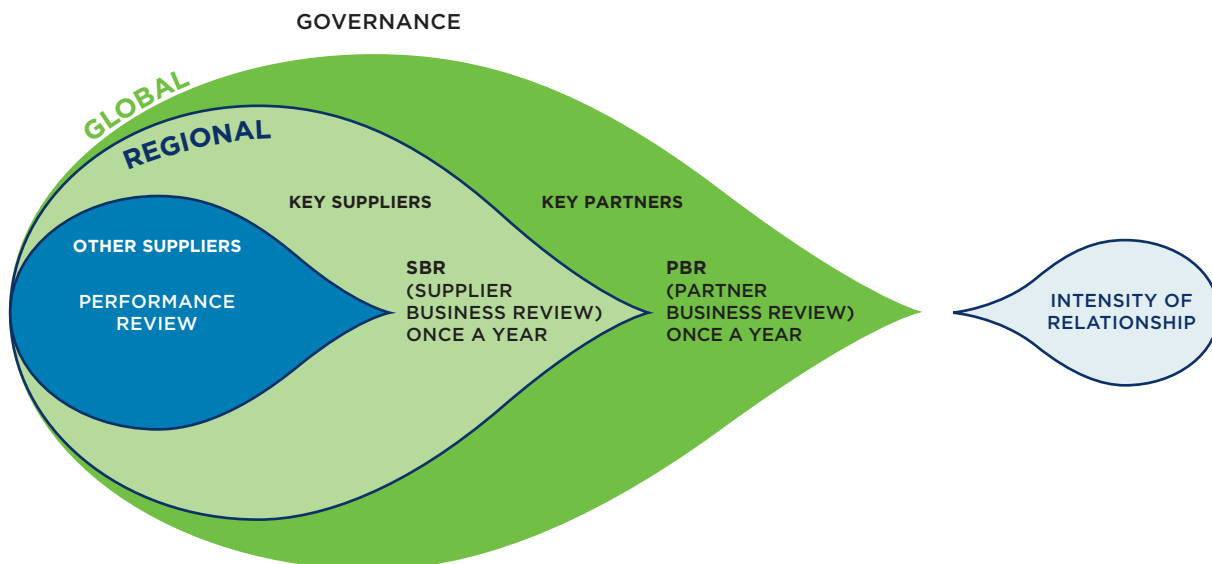 GOVERNANCE
GLOBAL
REGIONAL
KEY SUPPLIERS
KEY PARTNERS
OTHER SUPPLIERS
PERFORMANCE
REVIEW
SBR
(SUPPLIER
BUSINESS REVIEW)
ONCE A YEAR
PBR
(PARTNER
BUSINESS REVIEW)
ONCE A YEAR
INTENSITY OF
RELATIONSHIP